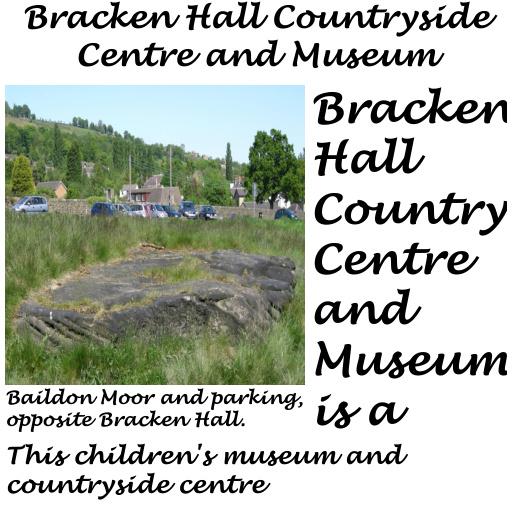 Bracken Hall Countryside
Centre and Museum
Bracken
Hall
Country
Centre
and
Museum
is a
Baildon Moor and parking,
opposite Bracken Hall.
This children's museum and
countryside centre